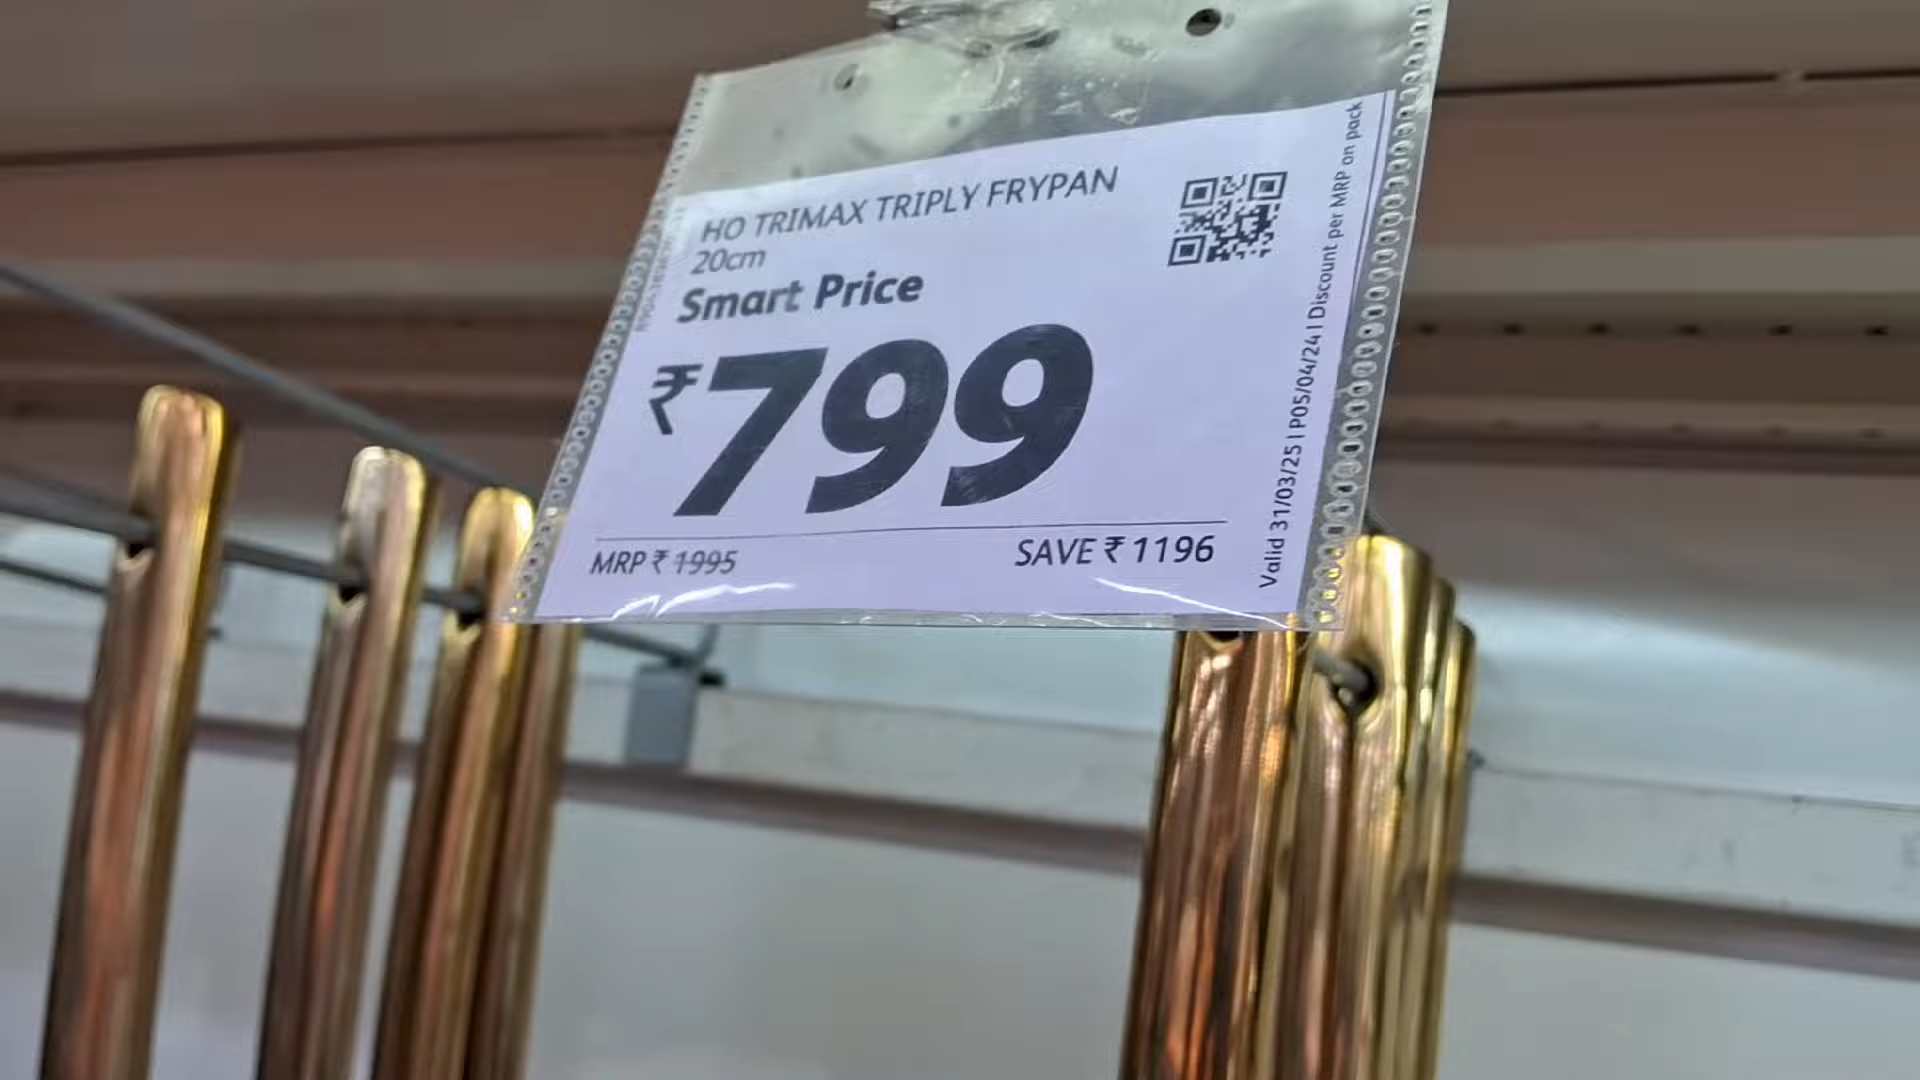 HO TRIMAX TRIPLY FRYPAN
20cm
Smart Price
₹799
MRP ₹ 1995
SAVE ₹ 1196
Valid 31/03/25 I P05/04/24 I Discount per MRP on pack